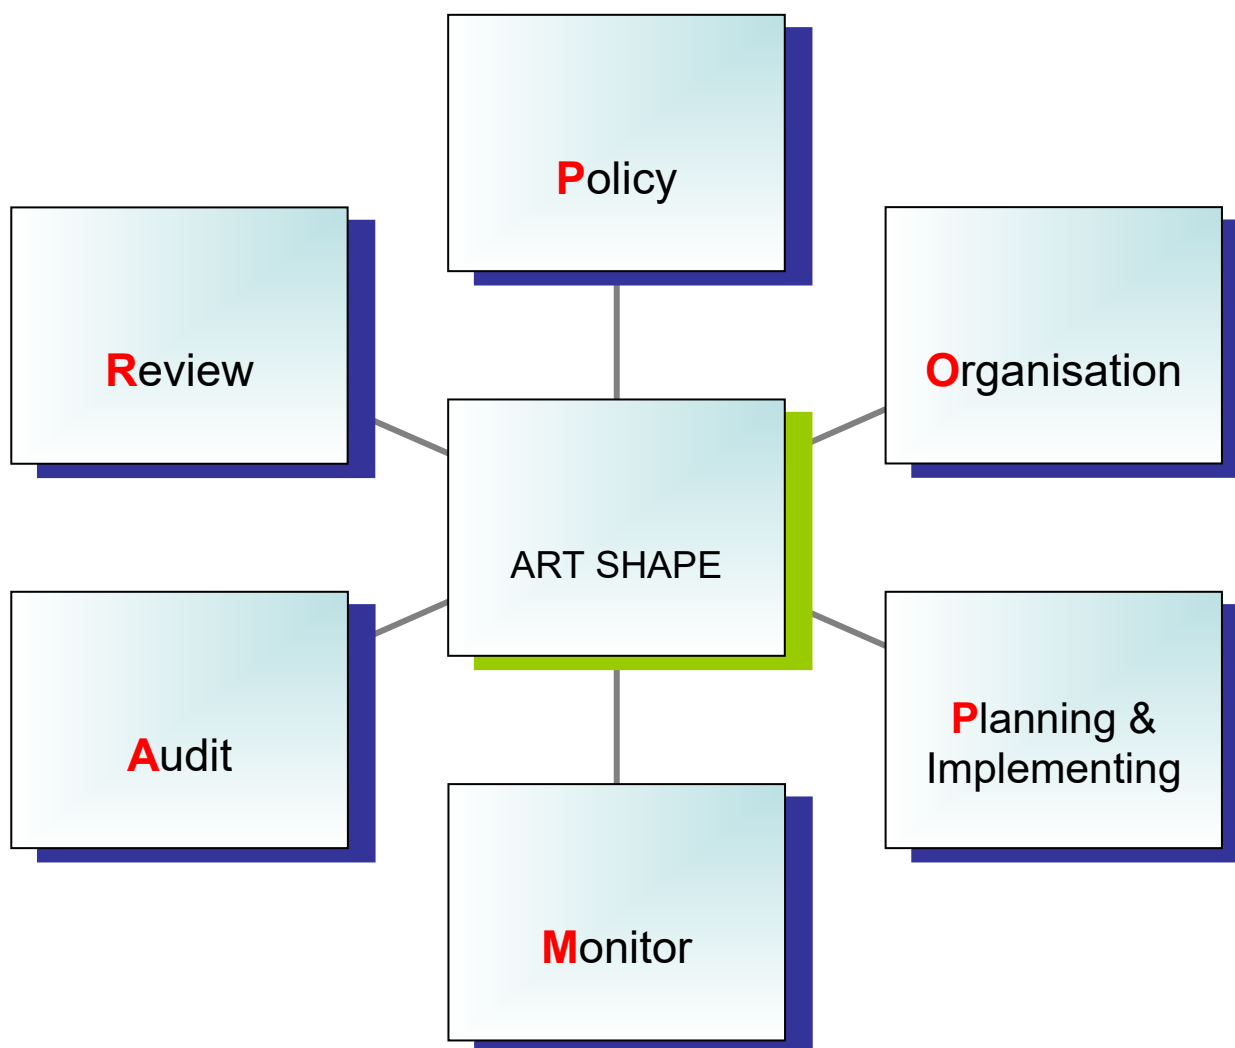 Policy
Review
Organisation
ART SHAPE
Audit
Planning &
Implementing
Monitor